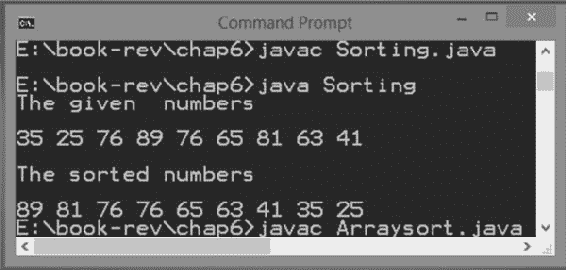 Command Prompt
E:\book-rev\chap6>javac Sorting.java
E:\book-rev\chap6>java Sorting
The given  numbers
35 25 76 89 76 65 81 63 41
The sorted numbers
89 81 76 76 65 63 41 35 25
E:\book-rev\chap6>javac Arraysort.java